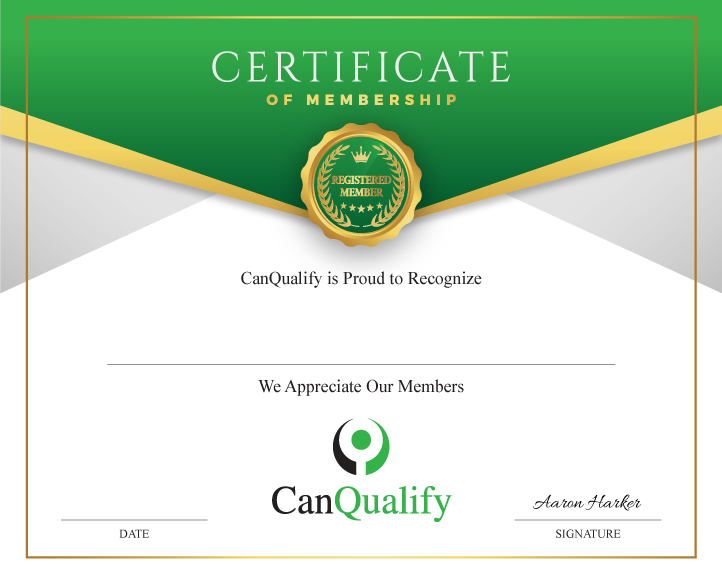 CERTIFICATE
OF MEMBERSHIP
REGISTERED
MEMBER
CanQualify is Proud to Recognize
We Appreciate Our Members
CanQualify
Aaron Harker
DATE
SIGNATURE